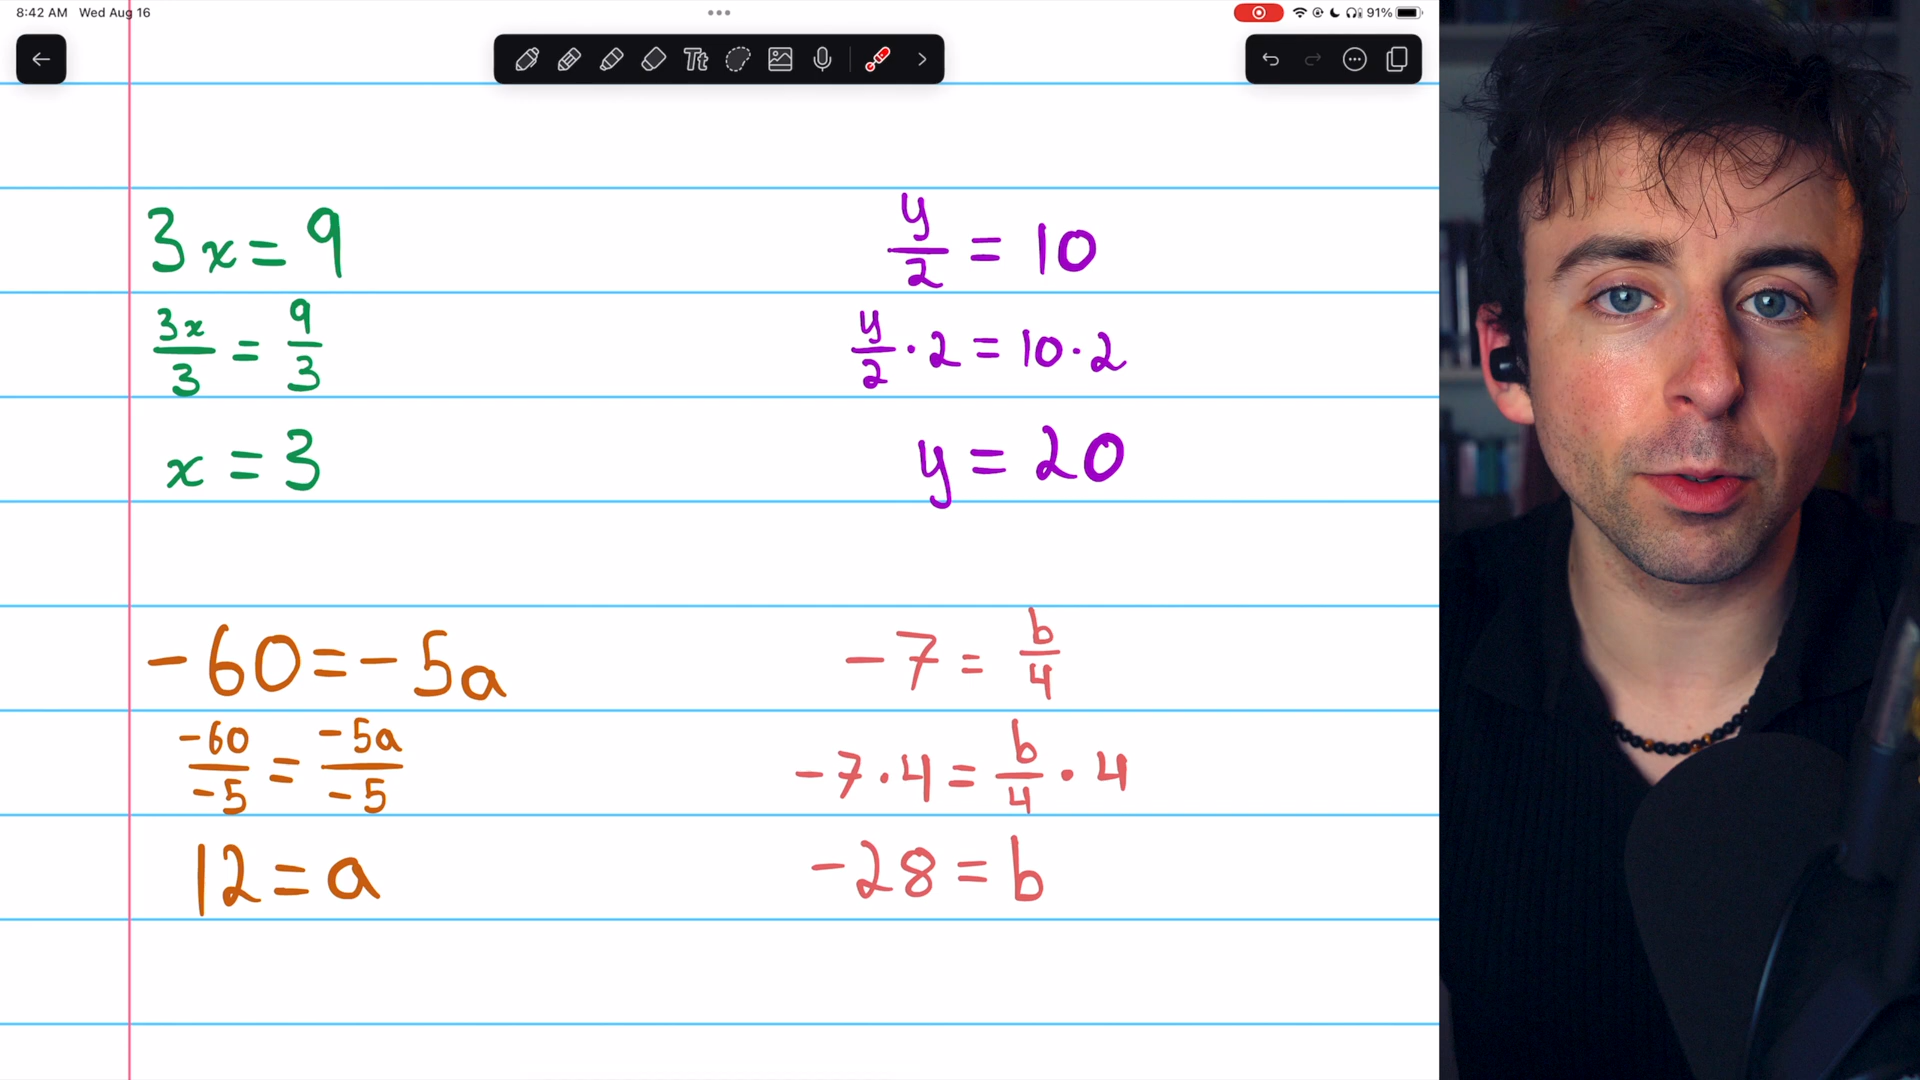 8:42 AM Wed Aug 16
91%
Tt
3x = 9
3x/3 = 9/3
x = 3
y/2 = 10
y/2 · 2 = 10 · 2
y = 20
-60 = -5a
-60/-5 = -5a/-5
12 = a
-7 = b/4
-7 · 4 = b/4 · 4
-28 = b